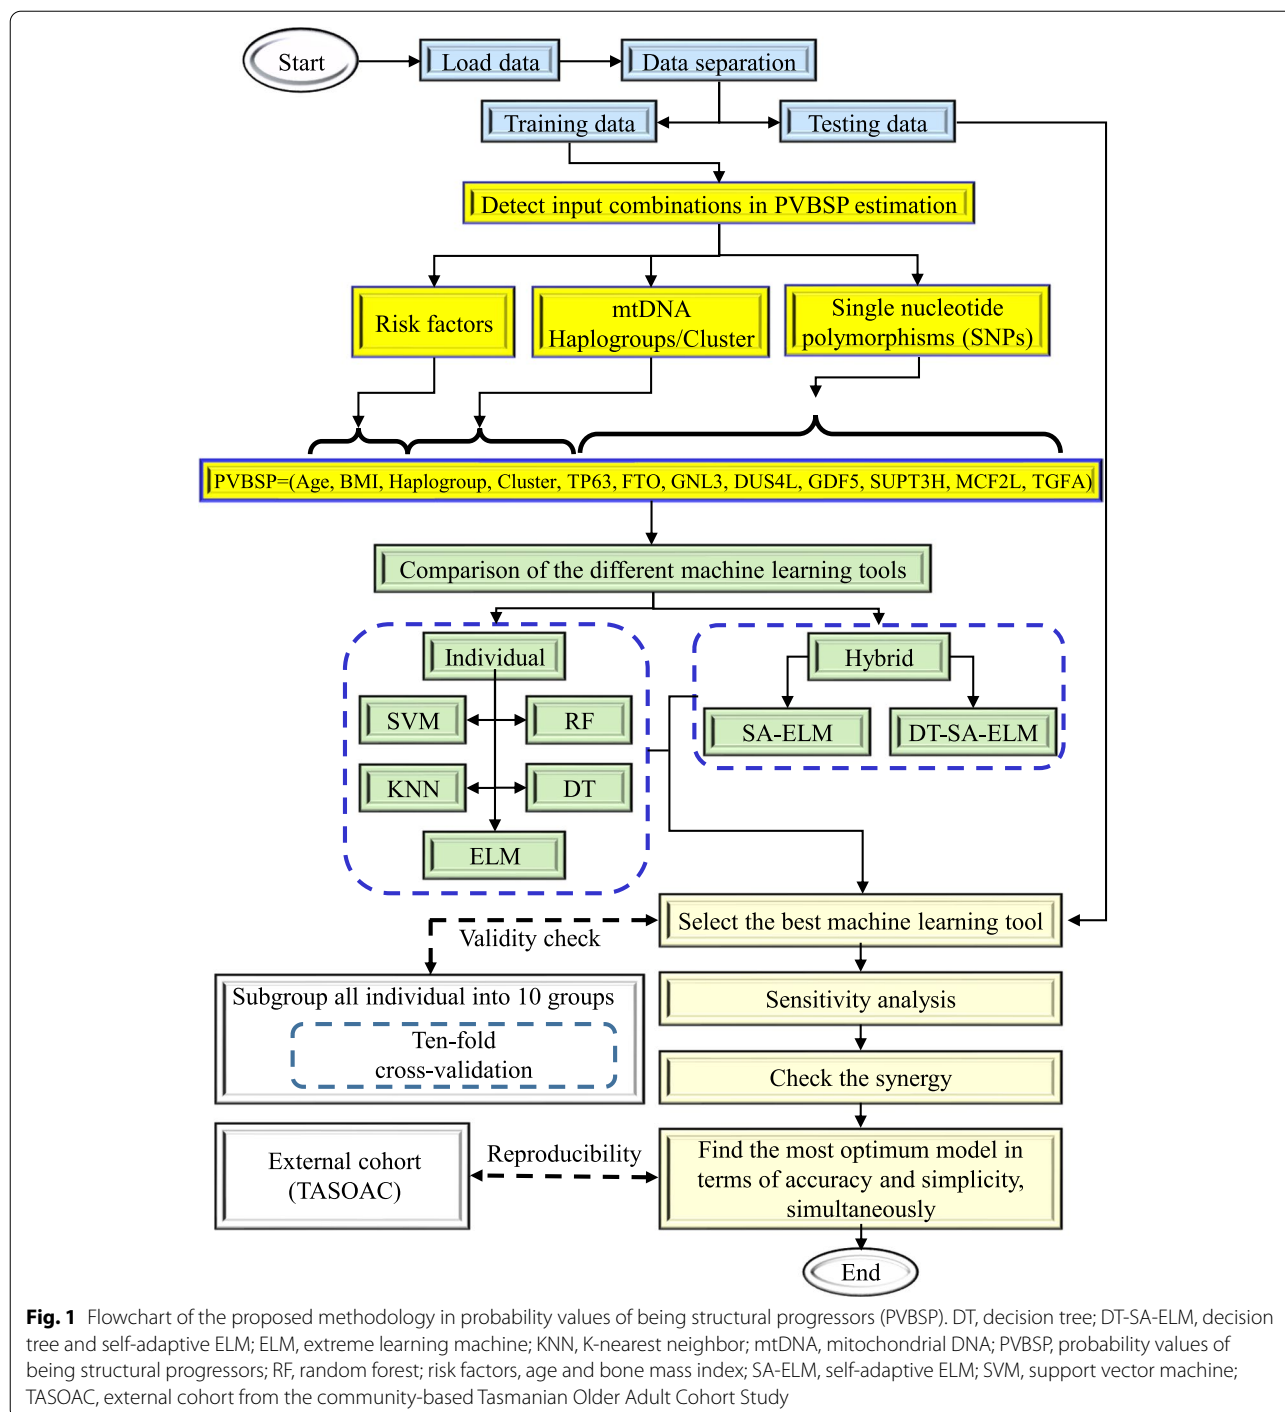 Start
Load data
Data separation
Training data
Testing data
Detect input combinations in PVBSP estimation
Risk factors
mtDNA
Haplogroups/Cluster
Single nucleotide
polymorphisms (SNPs)
PVBSP=(Age, BMI, Haplogroup, Cluster, TP63, FTO, GNL3, DUS4L, GDF5, SUPT3H, MCF2L, TGFA)
Comparison of the different machine learning tools
Individual
SVM
RF
KNN
DT
ELM
Hybrid
SA-ELM
DT-SA-ELM
Select the best machine learning tool
Validity check
Subgroup all individual into 10 groups
Ten-fold
cross-validation
Sensitivity analysis
Check the synergy
External cohort
(TASOAC)
Reproducibility
Find the most optimum model in
terms of accuracy and simplicity,
simultaneously
End
Fig. 1 Flowchart of the proposed methodology in probability values of being structural progressors (PVBSP). DT, decision tree; DT-SA-ELM, decision
tree and self-adaptive ELM; ELM, extreme learning machine; KNN, K-nearest neighbor; mtDNA, mitochondrial DNA; PVBSP, probability values of
being structural progressors; RF, random forest; risk factors, age and bone mass index; SA-ELM, self-adaptive ELM; SVM, support vector machine;
TASOAC, external cohort from the community-based Tasmanian Older Adult Cohort Study